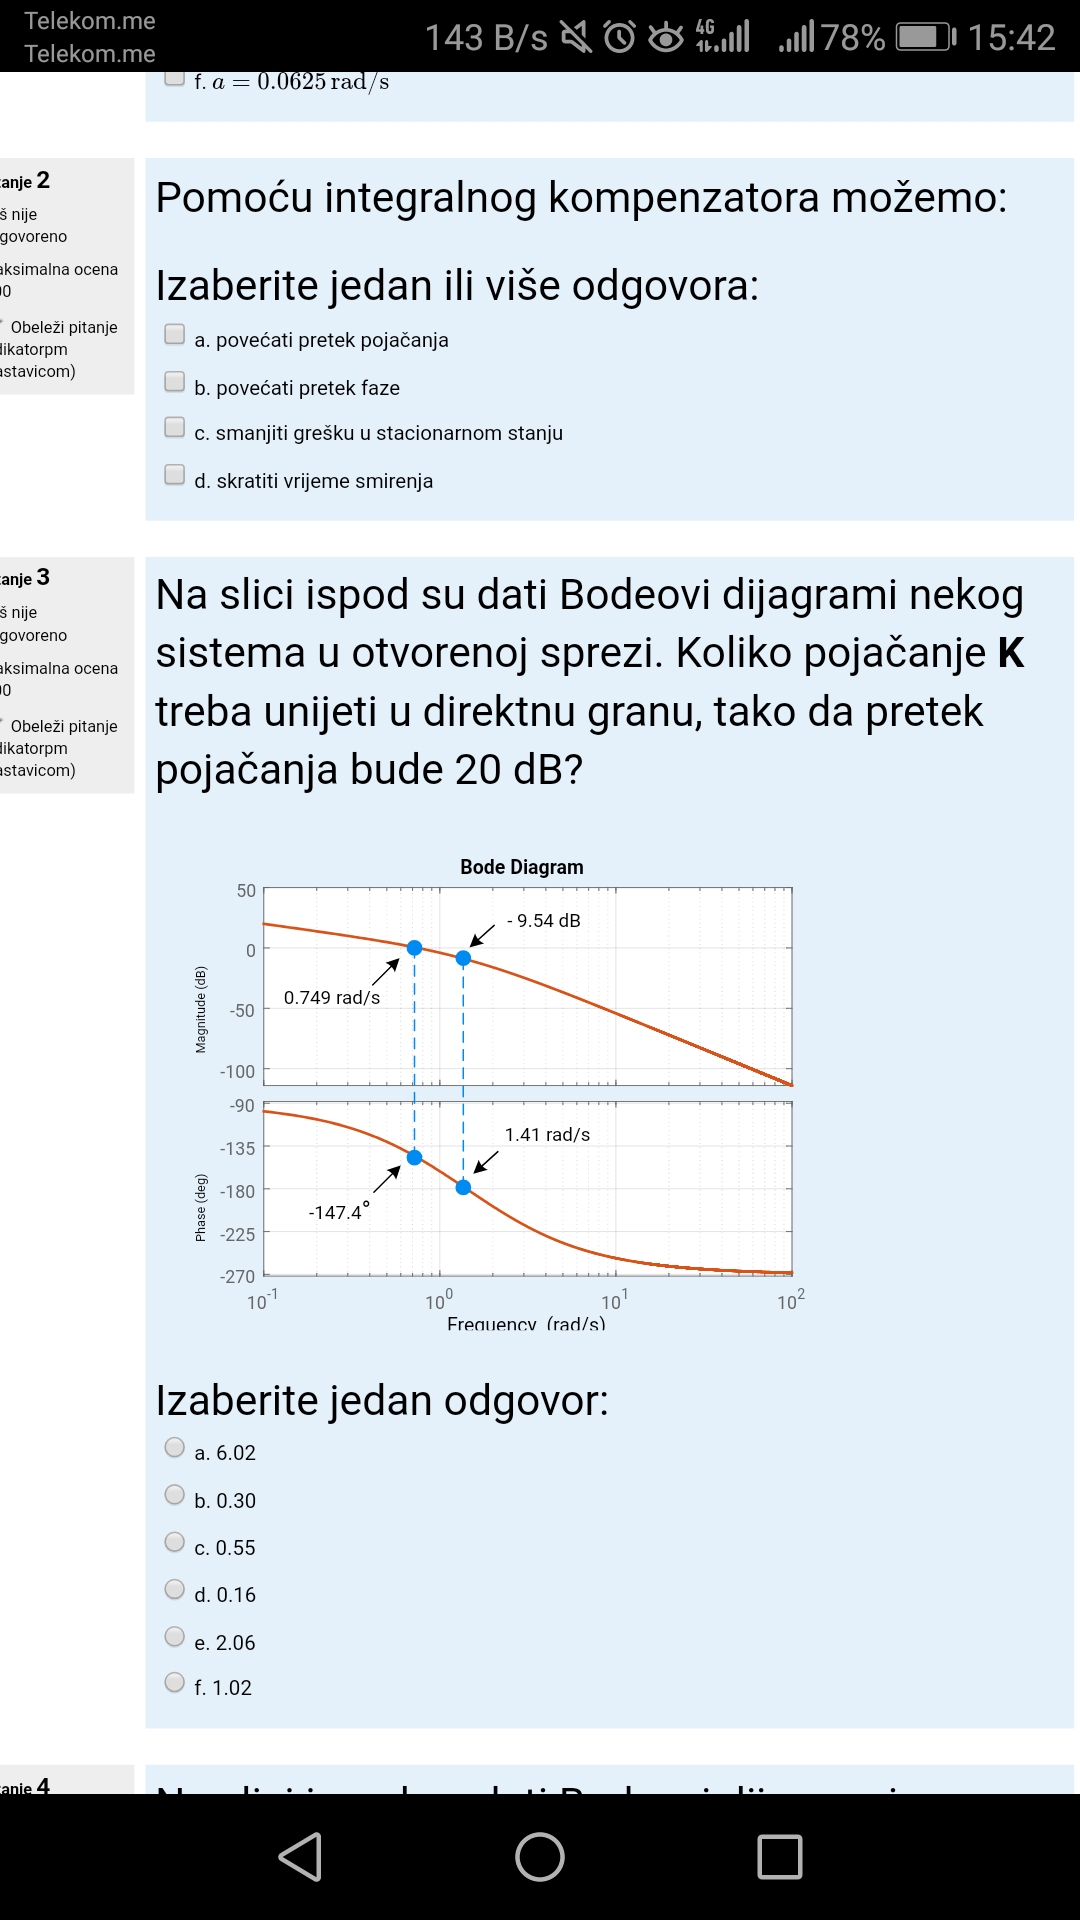 Telekom.me
Telekom.me
143 B/s 4G 78% 15:42
f. a = 0.0625 rad/s
anje 2
š nije
govoreno
aksimalna ocena
00
Obeleži pitanje
dikatorpm
astavicom)
Pomoću integralnog kompenzatora možemo:
Izaberite jedan ili više odgovora:
a. povećati pretek pojačanja
b. povećati pretek faze
c. smanjiti grešku u stacionarnom stanju
d. skratiti vrijeme smirenja
anje 3
š nije
govoreno
aksimalna ocena
00
Obeleži pitanje
dikatorpm
astavicom)
Na slici ispod su dati Bodeovi dijagrami nekog
sistema u otvorenoj sprezi. Koliko pojačanje K
treba unijeti u direktnu granu, tako da pretek
pojačanja bude 20 dB?
Bode Diagram
Magnitude (dB)
50
0
-50
-100
- 9.54 dB
0.749 rad/s
Phase (deg)
-90
-135
-180
-225
-270
1.41 rad/s
-147.4°
10^-1 10^0 10^1 10^2
Frequency (rad/s)
Izaberite jedan odgovor:
a. 6.02
b. 0.30
c. 0.55
d. 0.16
e. 2.06
f. 1.02
anje 4